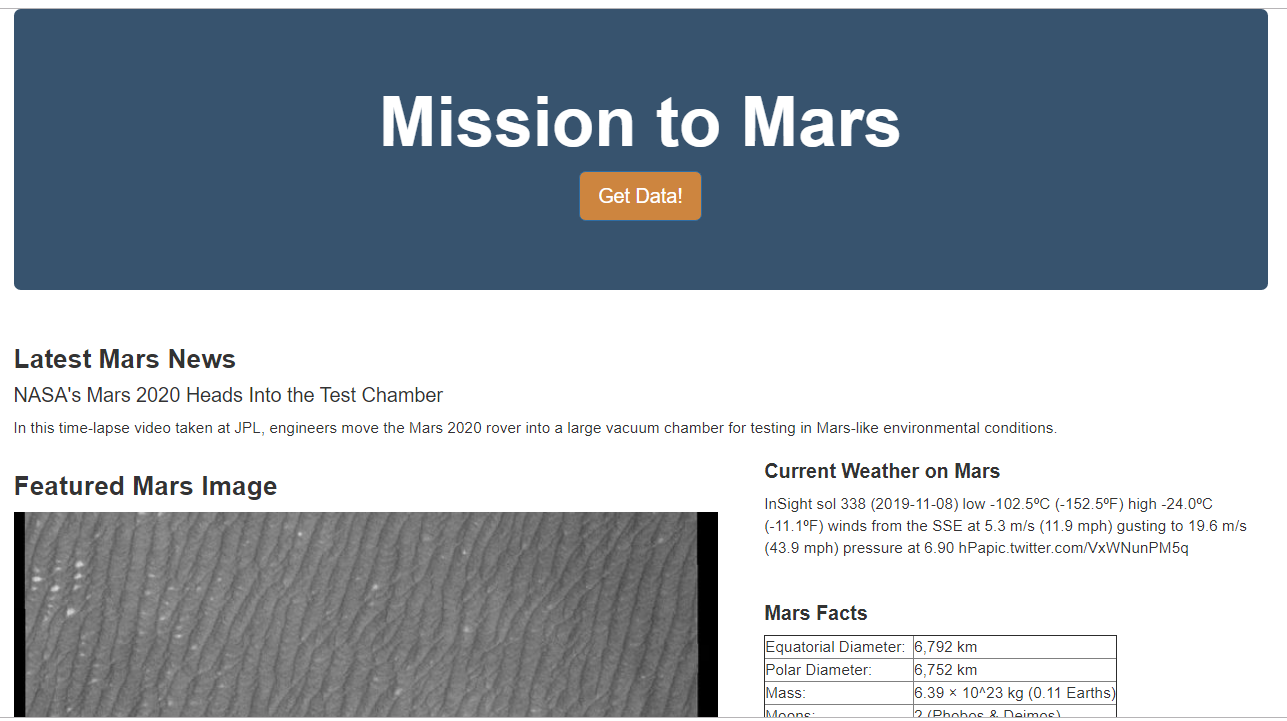 Mission to Mars
Get Data!
Latest Mars News
NASA's Mars 2020 Heads Into the Test Chamber
In this time-lapse video taken at JPL, engineers move the Mars 2020 rover into a large vacuum chamber for testing in Mars-like environmental conditions.
Featured Mars Image
Current Weather on Mars
InSight sol 338 (2019-11-08) low -102.5ºC (-152.5ºF) high -24.0ºC
(-11.1ºF) winds from the SSE at 5.3 m/s (11.9 mph) gusting to 19.6 m/s
(43.9 mph) pressure at 6.90 hPapic.twitter.com/VxWNunPM5q
Mars Facts
Equatorial Diameter: 6,792 km
Polar Diameter: 6,752 km
Mass: 6.39 × 10^23 kg (0.11 Earths)
Moons: 2 (Phobos & Deimos)